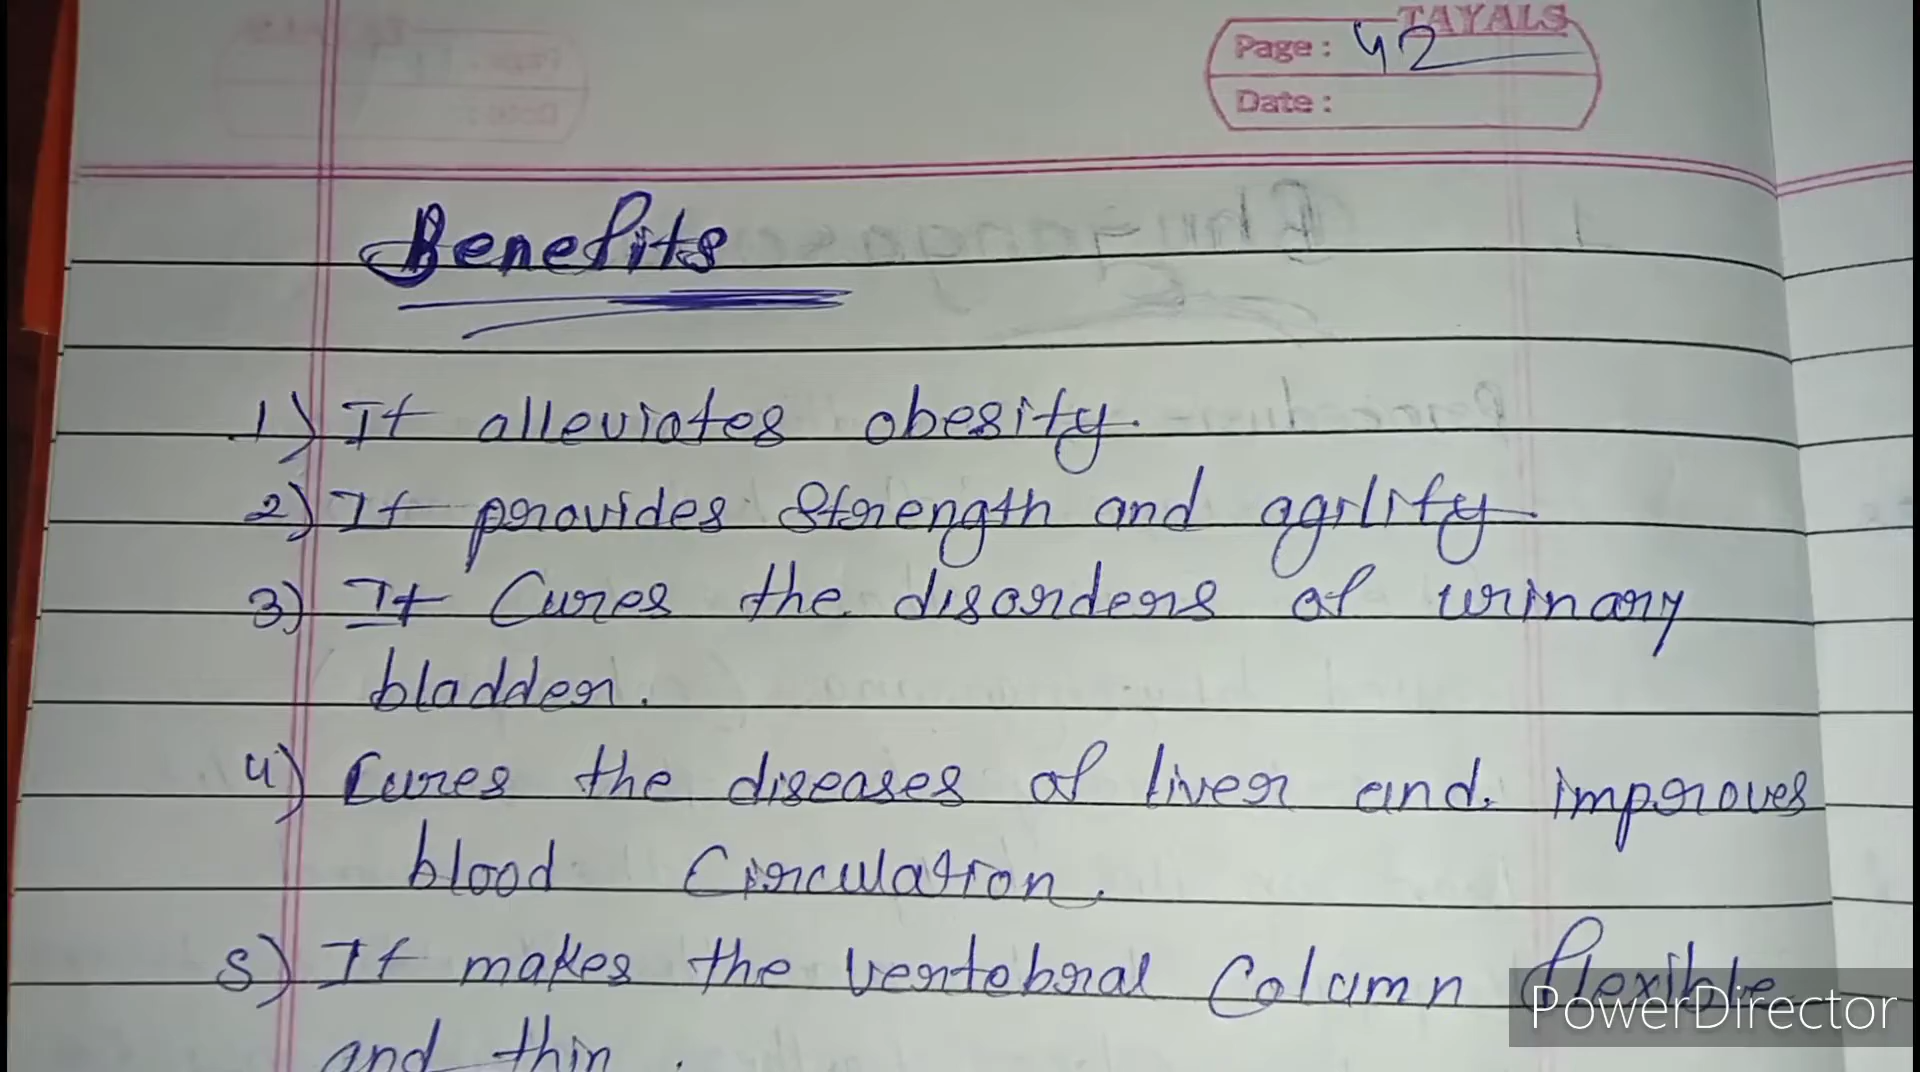 TAYALS
Page: 42
Date:
Benefits
1) It alleviates obesity.
2) It provides strength and agility.
3) It Cures the disorders of urinary
bladder.
4) Cures the diseases of liver and improves
blood Circulation.
5) It makes the vertebral Column flexible
and thin.
PowerDirector